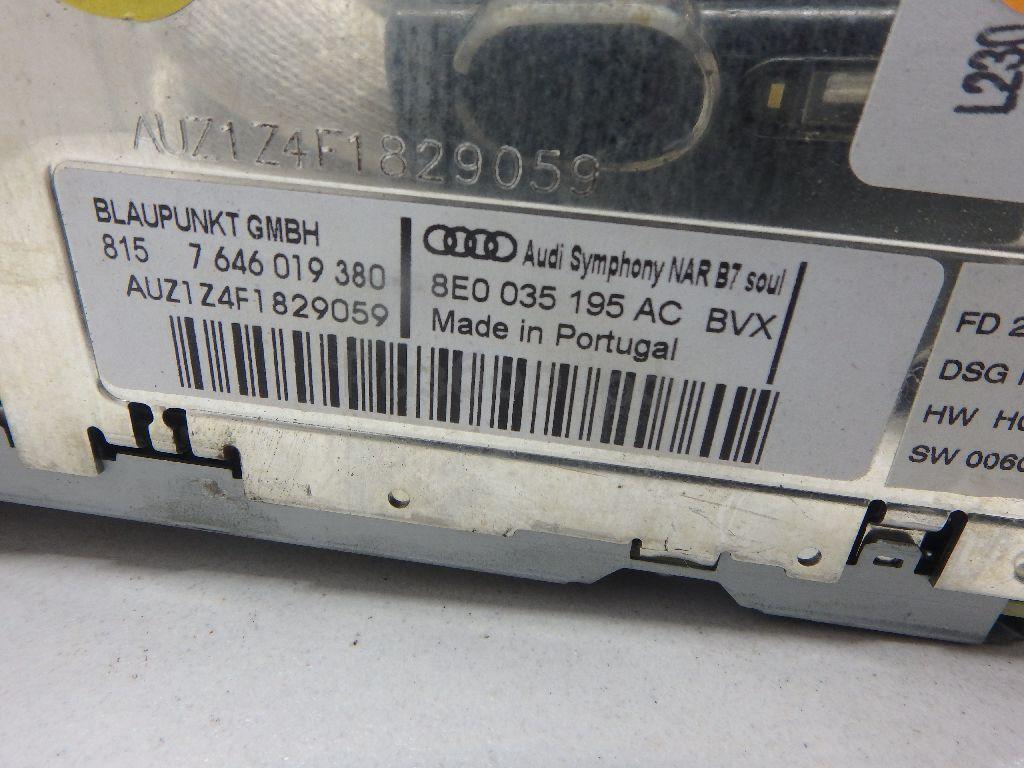 L230
AUZ1Z4F1829059
BLAUPUNKT GMBH
815 7 646 019 380
AUZ1Z4F1829059
Audi Symphony NAR B7 soul
8E0 035 195 AC BVX
Made in Portugal
FD 2
DSG
HW
SW 0060